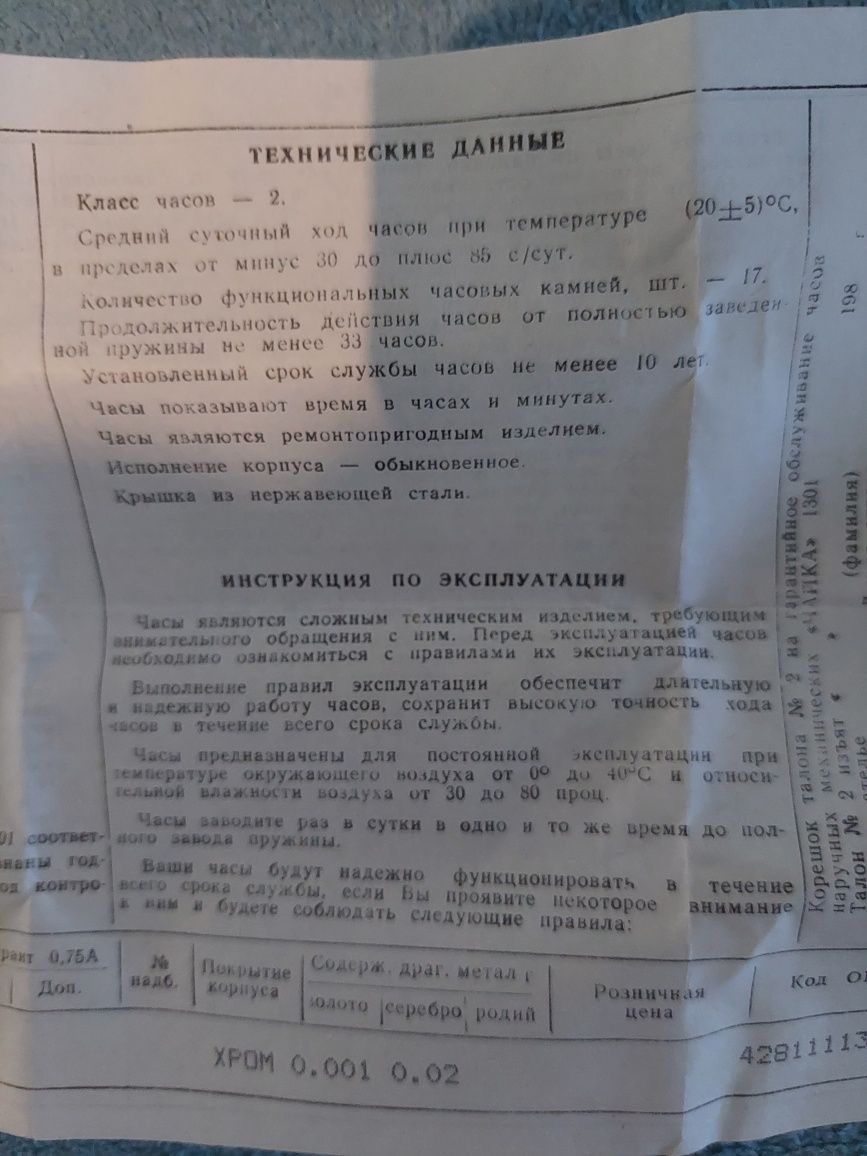 ТЕХНИЧЕСКИЕ ДАННЫЕ
Класс часов — 2.
Средний суточный ход часов при температуре (20±5)°С,
в пределах от минус 30 до плюс 85 с/сут.
Количество функциональных часовых камней, шт. — 17.
Продолжительность действия часов от полностью заведен-
ной пружины не менее 33 часов.
Установленный срок службы часов не менее 10 лет.
Часы показывают время в часах и минутах.
Часы являются ремонтопригодным изделием.
Исполнение корпуса — обыкновенное.
Крышка из нержавеющей стали.
ИНСТРУКЦИЯ ПО ЭКСПЛУАТАЦИИ
Часы являются сложным техническим изделием, требующим
внимательного обращения с ним. Перед эксплуатацией часов
необходимо ознакомиться с правилами их эксплуатации.
Выполнение правил эксплуатации обеспечит длительную
и надежную работу часов, сохранит высокую точность хода
часов в течение всего срока службы.
Часы предназначены для постоянной эксплуатации при
температуре окружающего воздуха от 0° до 40°С и относи-
тельной влажности воздуха от 30 до 80 проц.
Часы заводите раз в сутки в одно и то же время до пол-
ного завода пружины.
Ваши часы будут надежно функционировать в течение
всего срока службы, если Вы проявите некоторое внимание
к ним и будете соблюдать следующие правила:
01 соответ-
знаны год-
од контро-
Корешок талона № 2 на гарантийное обслуживание часов
наручных механических «ЧАЙКА» 1301
Талон № 2 изъят « » 198 г
(фамилия)
ателье
риант 0,75А
Доп.
№
надб.
Покрытие
корпуса
Содерж. драг. метал г
золото серебро родий
Розничная
цена
Код
ХРОМ 0.001 0.02
42811113